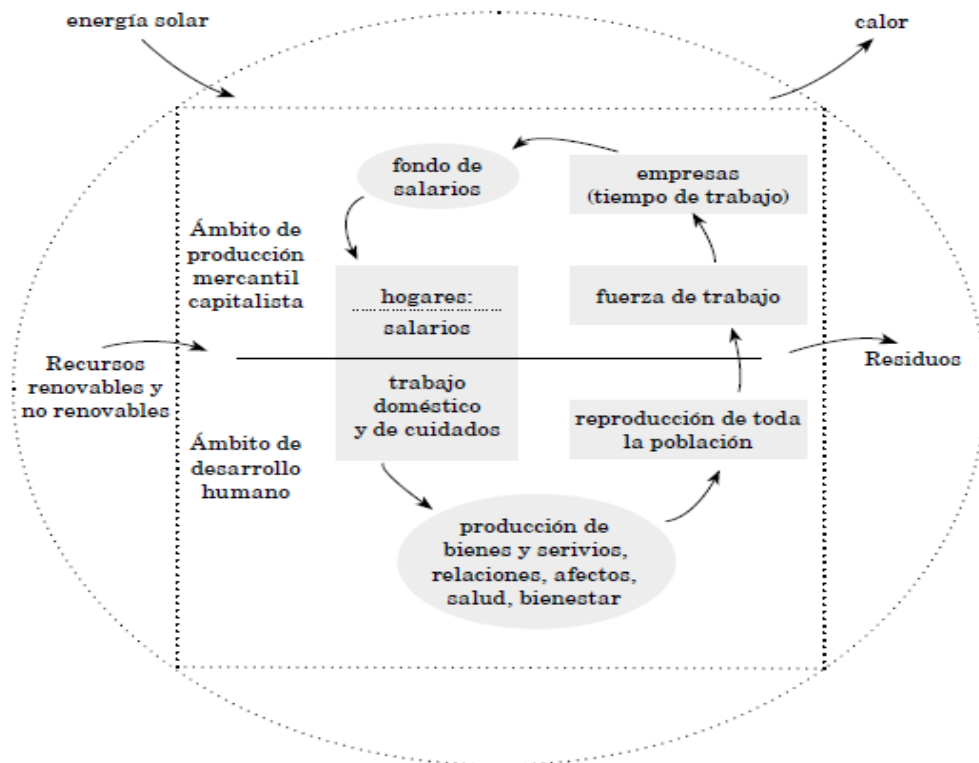 energía solar
calor
fondo de
salarios
empresas
(tiempo de trabajo)
Ámbito de
producción
mercantil
capitalista
hogares:
salarios
fuerza de trabajo
Recursos
renovables y
no renovables
Residuos
trabajo
doméstico
y de cuidados
reproducción de toda
la población
Ámbito de
desarrollo
humano
producción de
bienes y serivios,
relaciones, afectos,
salud, bienestar